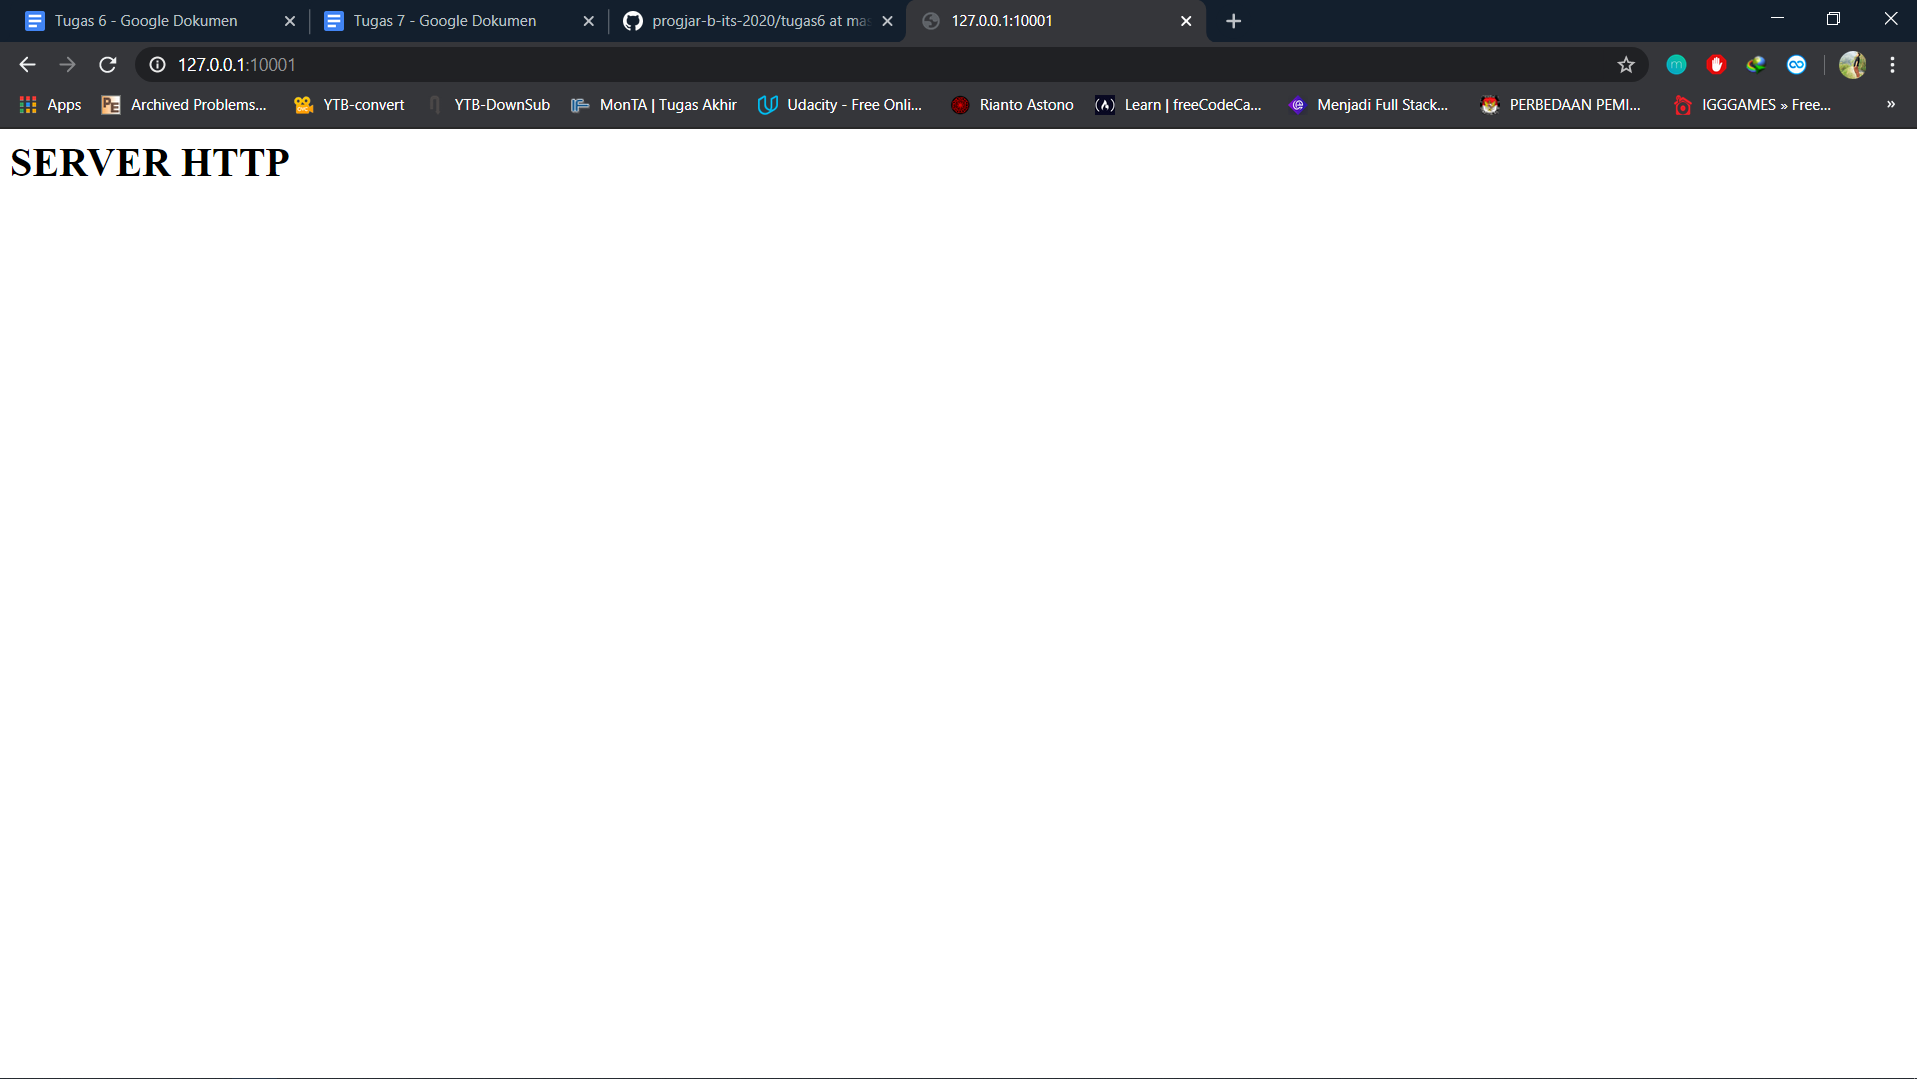 Tugas 6 - Google Dokumen
Tugas 7 - Google Dokumen
progjar-b-its-2020/tugas6 at mas
127.0.0.1:10001
127.0.0.1:10001
Apps
Archived Problems...
YTB-convert
YTB-DownSub
MonTA | Tugas Akhir
Udacity - Free Onli...
Rianto Astono
Learn | freeCodeCa...
Menjadi Full Stack...
PERBEDAAN PEMI...
IGGGAMES » Free...
»
SERVER HTTP